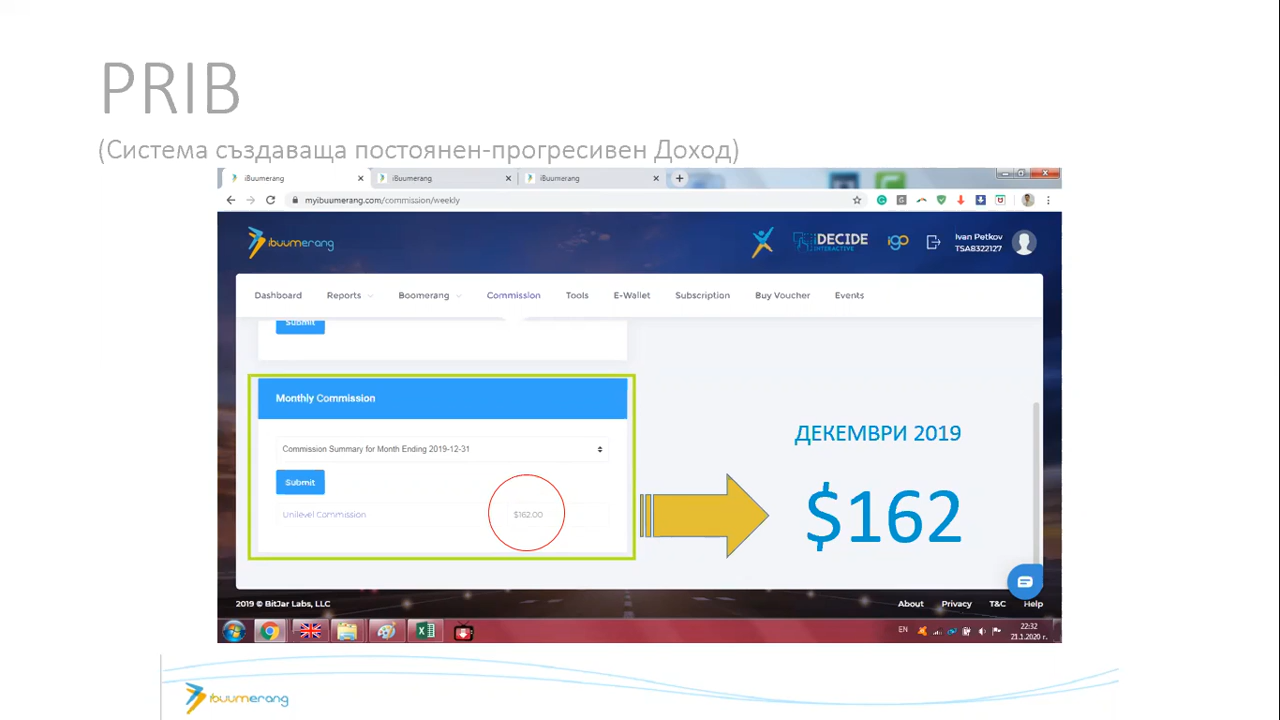 PRIB
(Система създаваща постоянен-прогресивен Доход)
iBuumerang
iBuumerang
iBuumerang
myibuumerang.com/commission/weekly
ibuumerang
iDECIDE
INTERACTIVE
igo
Ivan Petkov
TSAB322127
Dashboard Reports Boomerang Commission Tools E-Wallet Subscription Buy Voucher Events
Submit
Monthly Commission
Commission Summary for Month Ending 2019-12-31
Submit
Unilevel Commission $162.00
ДЕКЕМВРИ 2019
$162
2019 © BitJar Labs, LLC
About Privacy T&C Help
EN
22:32
21.1.2020 г.
ibuumerang